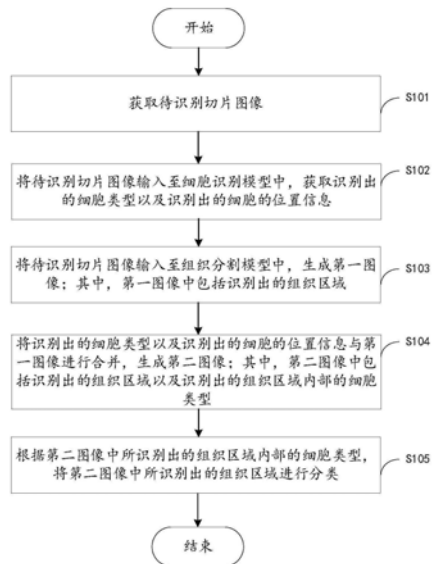 开始
获取待识别切片图像
S101
将待识别切片图像输入至细胞识别模型中，获取识别出
的细胞类型以及识别出的细胞的位置信息
S102
将待识别切片图像输入至组织分割模型中，生成第一图
像；其中，第一图像中包括识别出的组织区域
S103
将识别出的细胞类型以及识别出的细胞的位置信息与第
一图像进行合并，生成第二图像；其中，第二图像中包
括识别出的组织区域以及识别出的组织区域内部的细胞
类型
S104
根据第二图像中所识别出的组织区域内部的细胞类型，
将第二图像中所识别出的组织区域进行分类
S105
结束